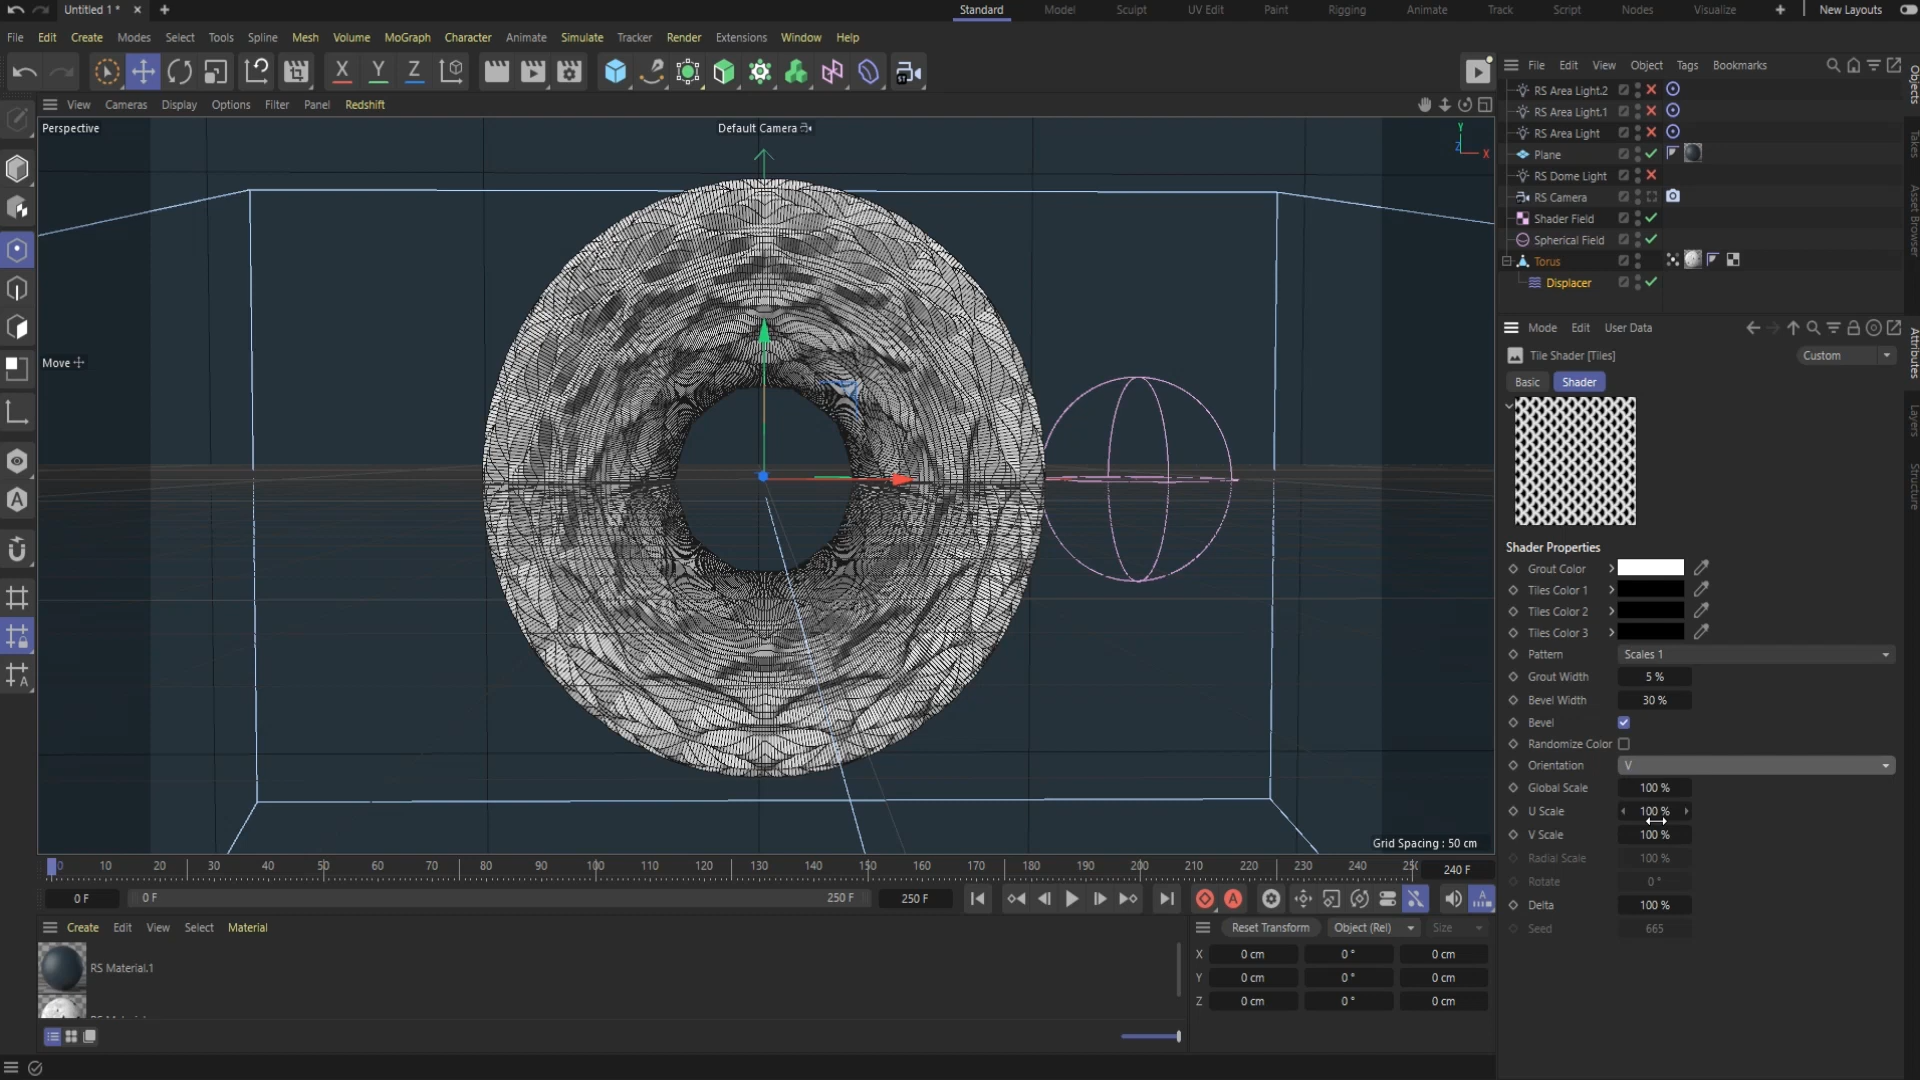 Untitled 1 *
Standard Model Sculpt UV Edit Paint Rigging Animate Track Script Nodes Visualize New Layouts
File Edit Create Modes Select Tools Spline Mesh Volume MoGraph Character Animate Simulate Tracker Render Extensions Window Help
X Y Z
View Cameras Display Options Filter Panel Redshift
Perspective
Default Camera
Y
Z
X
Move
Grid Spacing : 50 cm
File Edit View Object Tags Bookmarks
RS Area Light.2
RS Area Light.1
RS Area Light
Plane
RS Dome Light
RS Camera
Shader Field
Spherical Field
Torus
Displacer
Objects
Takes
Asset Browser
Attributes
Layers
Structure
Mode Edit User Data
Tile Shader [Tiles]
Custom
Basic Shader
Shader Properties
Grout Color
Tiles Color 1
Tiles Color 2
Tiles Color 3
Pattern Scales 1
Grout Width 5 %
Bevel Width 30 %
Bevel
Randomize Color
Orientation V
Global Scale 100 %
U Scale 100 %
V Scale 100 %
Radial Scale 100 %
Rotate 0 °
Delta 100 %
Seed 665
0 10 20 30 40 50 60 70 80 90 100 110 120 130 140 150 160 170 180 190 200 210 220 230 240
240 F
0 F 0 F 250 F 250 F
Create Edit View Select Material
RS Material.1
Reset Transform Object (Rel) Size
X 0 cm 0 ° 0 cm
Y 0 cm 0 ° 0 cm
Z 0 cm 0 ° 0 cm